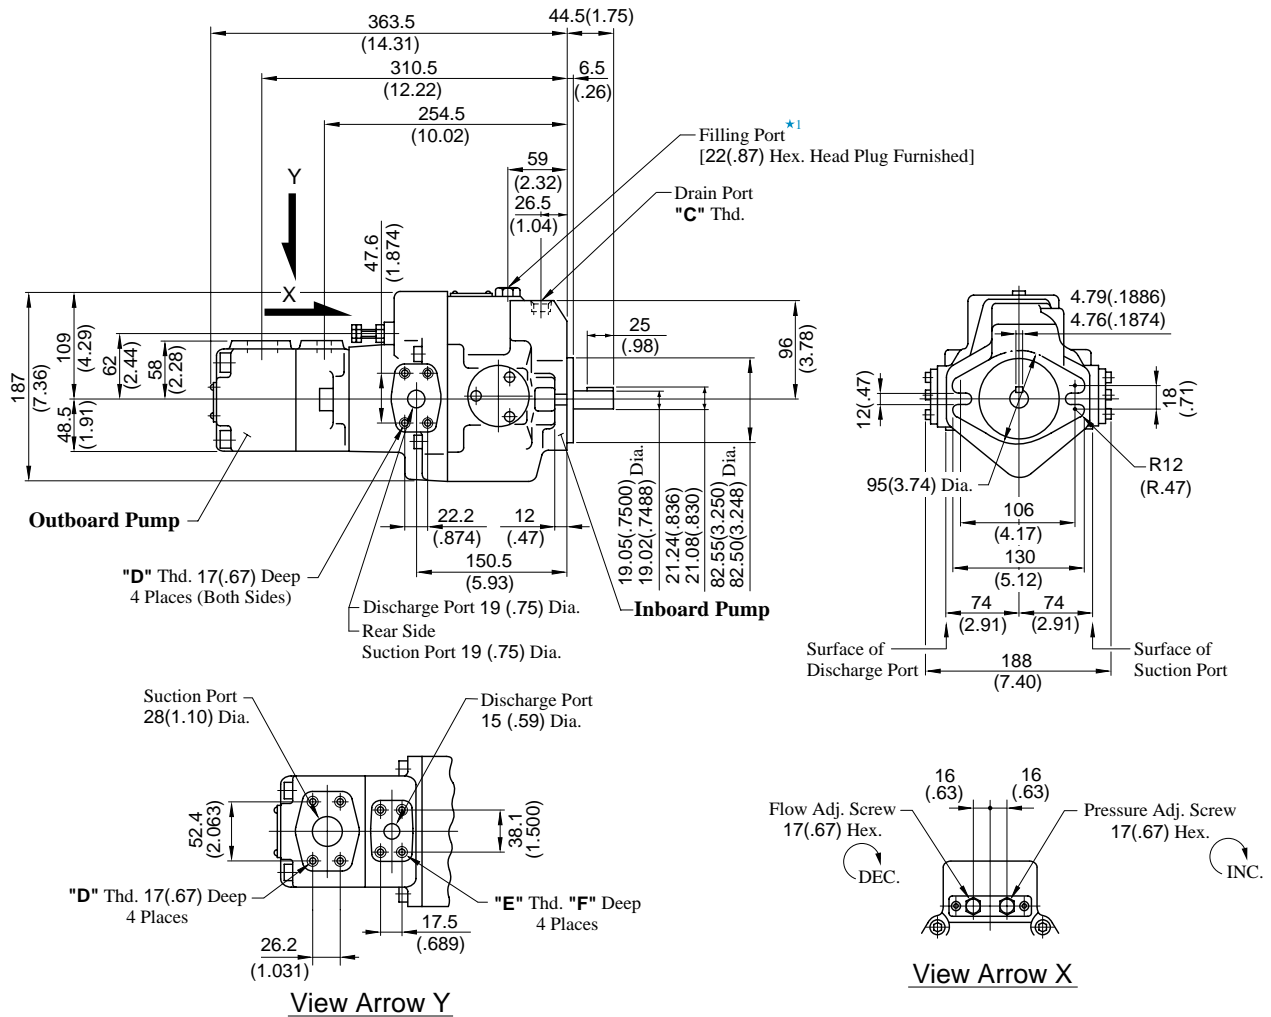 363.5
(14.31)
44.5(1.75)
310.5
(12.22)
6.5
(.26)
254.5
(10.02)
Filling Port★1
[22(.87) Hex. Head Plug Furnished]
59
(2.32)
Drain Port
"C" Thd.
26.5
(1.04)
Y
X
47.6
(1.874)
187
(7.36)
109
(4.29)
62
(2.44)
58
(2.28)
48.5
(1.91)
25
(.98)
96
(3.78)
Outboard Pump
22.2
(.874)
12
(.47)
150.5
(5.93)
19.05(.7500) Dia.
19.02(.7488)
21.24(.836)
21.08(.830)
82.55(3.250) Dia.
82.50(3.248)
"D" Thd. 17(.67) Deep
4 Places (Both Sides)
Discharge Port 19 (.75) Dia.
Rear Side
Suction Port 19 (.75) Dia.
Inboard Pump
4.79(.1886)
4.76(.1874)
12(.47)
18
(.71)
R12
(R.47)
95(3.74) Dia.
106
(4.17)
130
(5.12)
74
(2.91)
74
(2.91)
Surface of
Discharge Port
Surface of
Suction Port
188
(7.40)
Suction Port
28(1.10) Dia.
Discharge Port
15 (.59) Dia.
52.4
(2.063)
38.1
(1.500)
"D" Thd. 17(.67) Deep
4 Places
"E" Thd. "F" Deep
4 Places
17.5
(.689)
26.2
(1.031)
View Arrow Y
16
(.63)
16
(.63)
Flow Adj. Screw
17(.67) Hex.
DEC.
Pressure Adj. Screw
17(.67) Hex.
INC.
View Arrow X